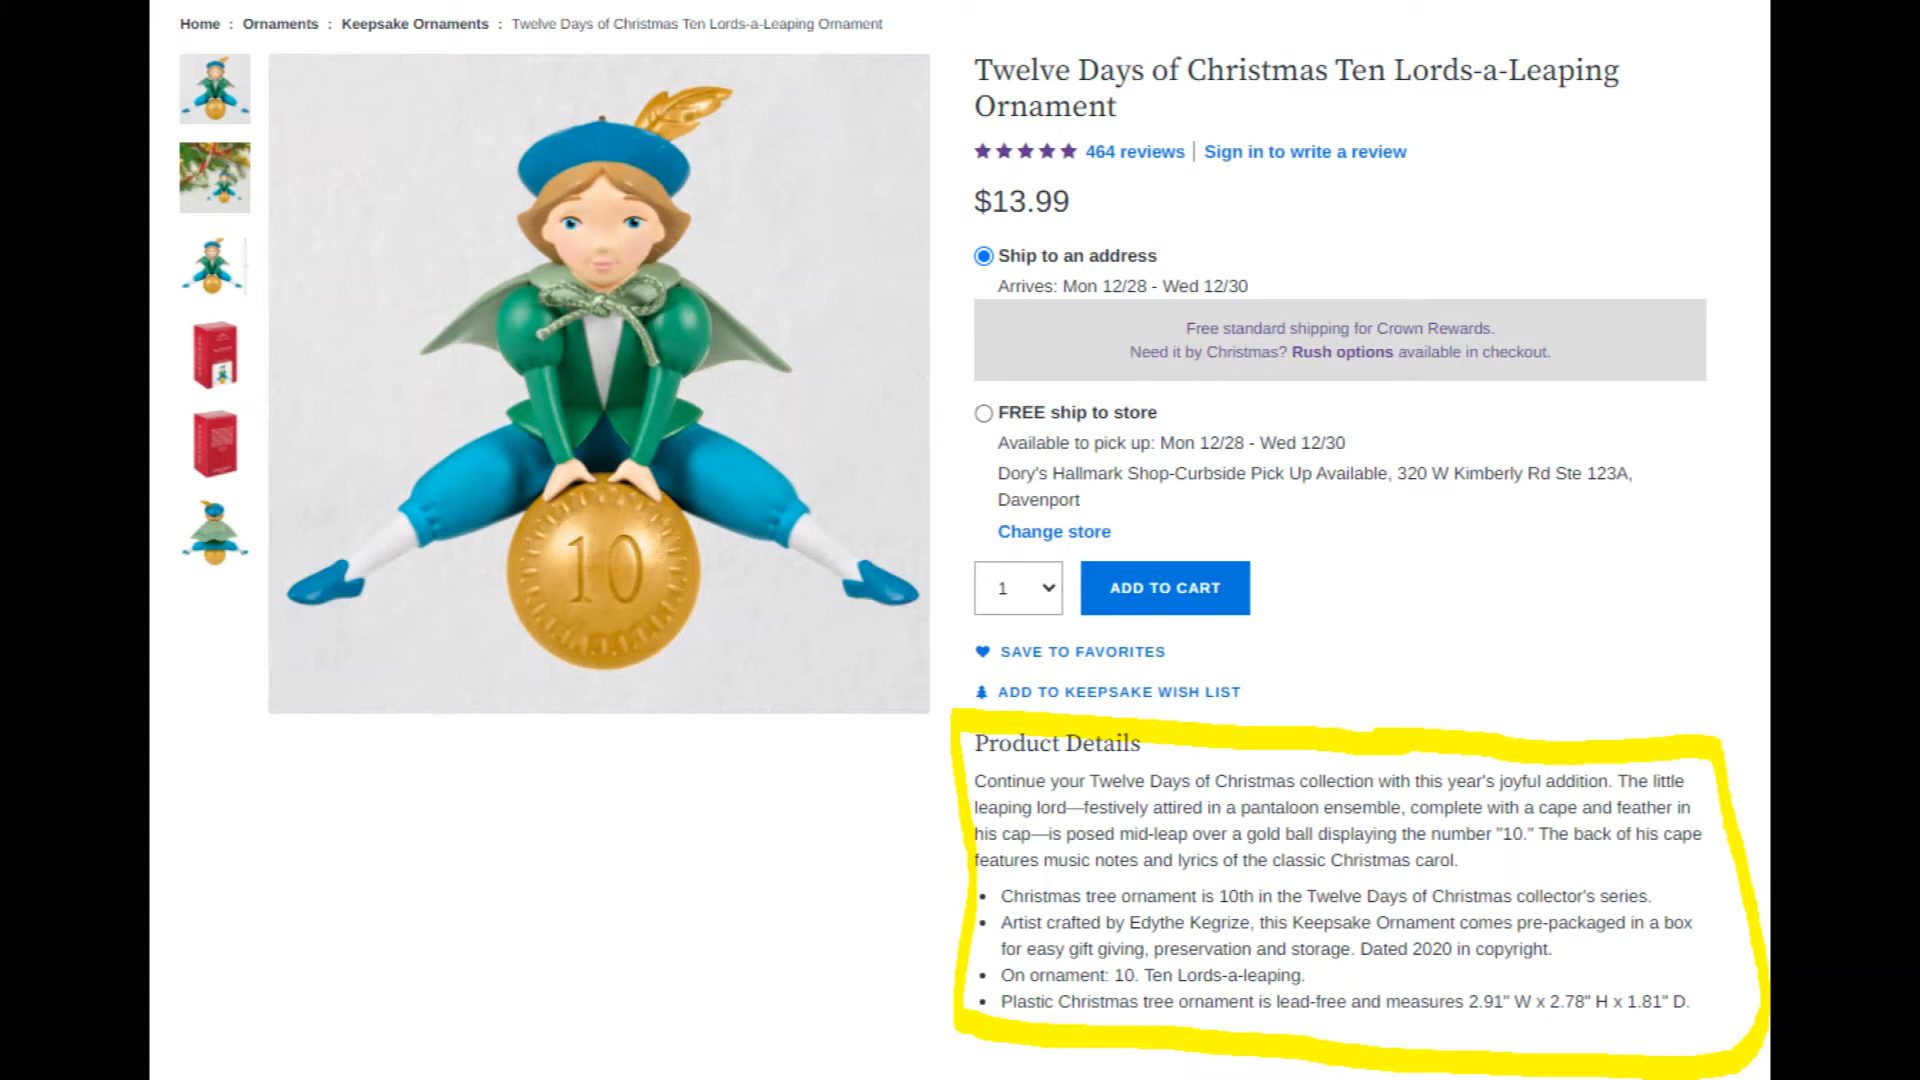 Home : Ornaments : Keepsake Ornaments : Twelve Days of Christmas Ten Lords-a-Leaping Ornament
10
Twelve Days of Christmas Ten Lords-a-Leaping
Ornament
464 reviews | Sign in to write a review
$13.99
Ship to an address
Arrives: Mon 12/28 - Wed 12/30
Free standard shipping for Crown Rewards.
Need it by Christmas? Rush options available in checkout.
FREE ship to store
Available to pick up: Mon 12/28 - Wed 12/30
Dory's Hallmark Shop-Curbside Pick Up Available, 320 W Kimberly Rd Ste 123A,
Davenport
Change store
1 ADD TO CART
SAVE TO FAVORITES
ADD TO KEEPSAKE WISH LIST
Product Details
Continue your Twelve Days of Christmas collection with this year's joyful addition. The little
leaping lord—festively attired in a pantaloon ensemble, complete with a cape and feather in
his cap—is posed mid-leap over a gold ball displaying the number "10." The back of his cape
features music notes and lyrics of the classic Christmas carol.
• Christmas tree ornament is 10th in the Twelve Days of Christmas collector's series.
• Artist crafted by Edythe Kegrize, this Keepsake Ornament comes pre-packaged in a box
for easy gift giving, preservation and storage. Dated 2020 in copyright.
• On ornament: 10. Ten Lords-a-leaping.
• Plastic Christmas tree ornament is lead-free and measures 2.91" W x 2.78" H x 1.81" D.